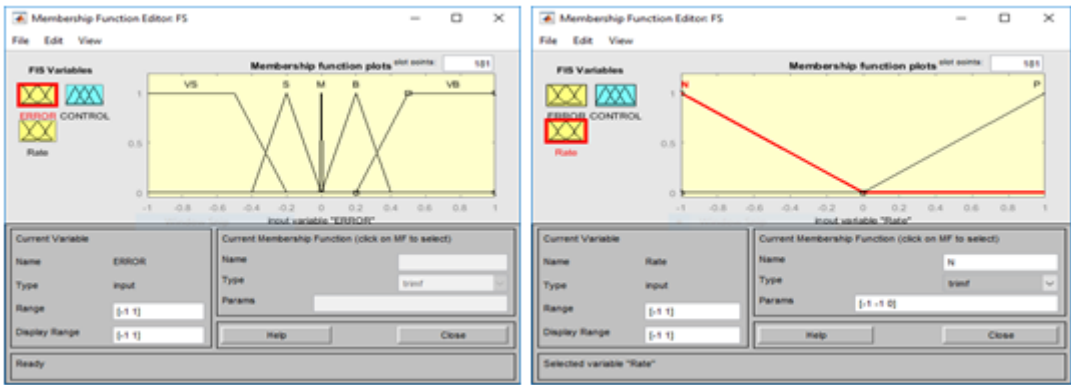 Membership Function Editor: FS
File Edit View
FIS Variables
Membership function plots
plot points:
181
ERROR CONTROL
Rate
VS S M B VB
1
0.5
0
-1 -0.8 -0.6 -0.4 -0.2 0 0.2 0.4 0.6 0.8 1
input variable "ERROR"
Current Variable
Name ERROR
Type input
Range [-1 1]
Display Range [-1 1]
Current Membership Function (click on MF to select)
Name
Type trimf
Params
Help Close
Ready
Membership Function Editor: FS
File Edit View
FIS Variables
Membership function plots
plot points:
181
ERROR CONTROL
Rate
N P
0.5
0
-1 -0.8 -0.6 -0.4 -0.2 0 0.2 0.4 0.6 0.8 1
input variable "Rate"
Current Variable
Name Rate
Type input
Range [-1 1]
Display Range [-1 1]
Current Membership Function (click on MF to select)
Name N
Type trimf
Params [-1 -1 0]
Help Close
Selected variable "Rate"